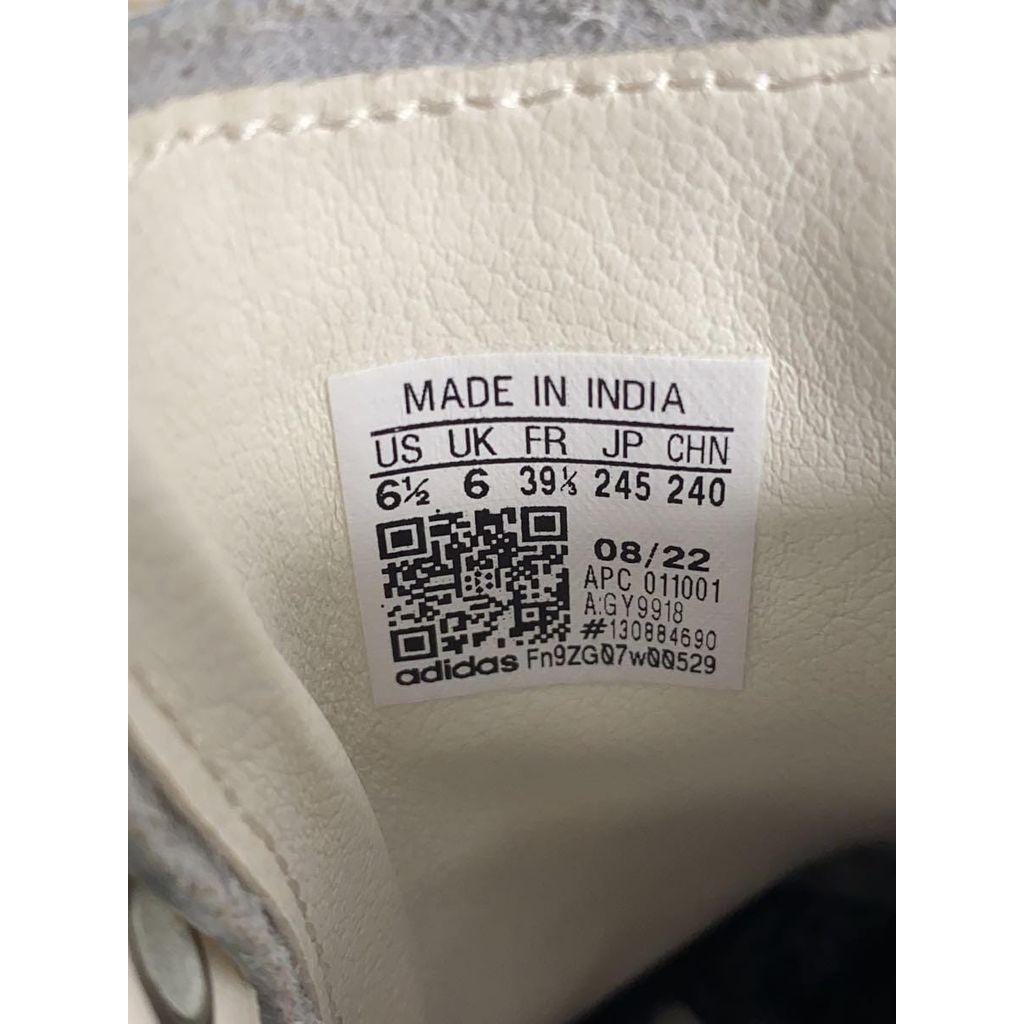 MADE IN INDIA
US UK FR JP CHN
6½ 6 39⅓ 245 240
08/22
APC 011001
A:GY9918
#130884690
adidas Fn9ZG07w00529